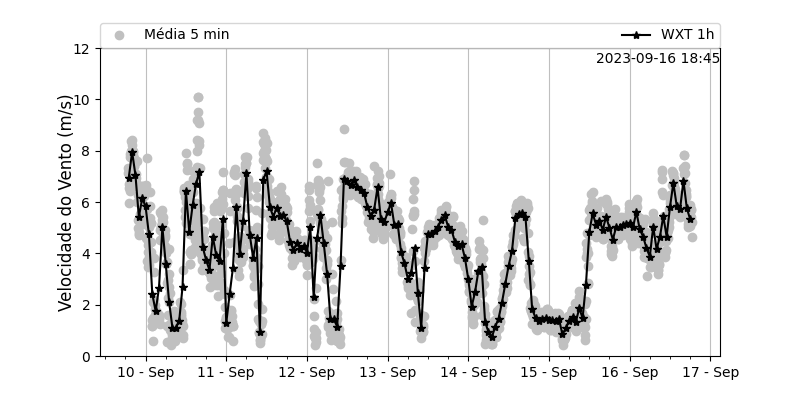 Média 5 min
WXT 1h
2023-09-16 18:45
Velocidade do Vento (m/s)
12
10
8
6
4
2
0
10 - Sep
11 - Sep
12 - Sep
13 - Sep
14 - Sep
15 - Sep
16 - Sep
17 - Sep